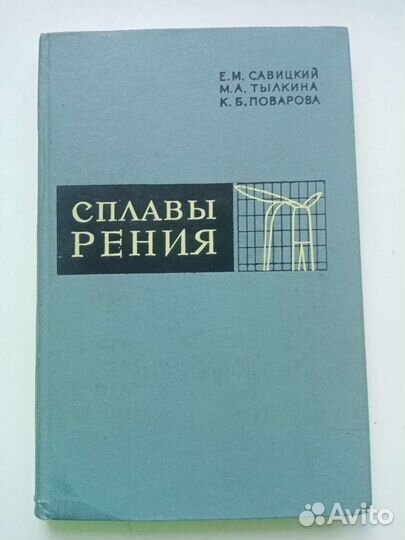 Е.М. САВИЦКИЙ
М.А. ТЫЛКИНА
К.Б. ПОВАРОВА
СПЛАВЫ
РЕНИЯ
Avito